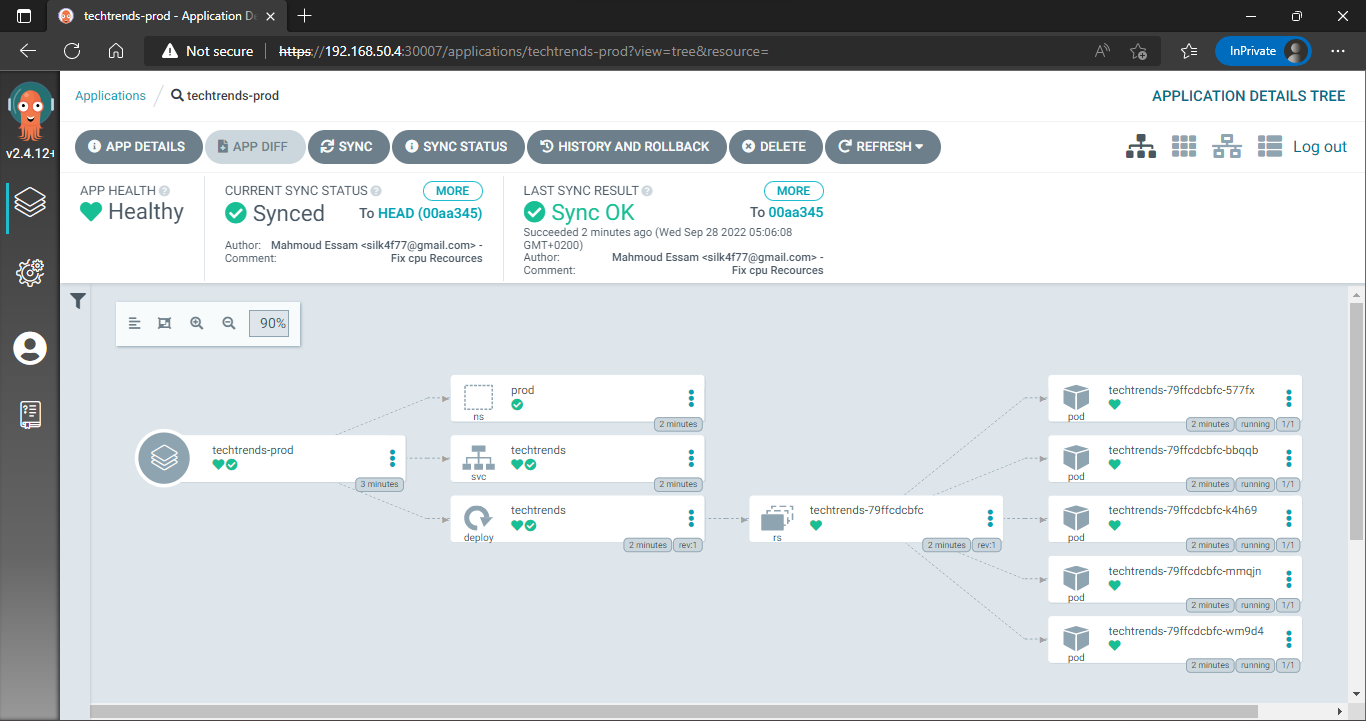 techtrends-prod - Application De
Not secure
https://192.168.50.4:30007/applications/techtrends-prod?view=tree&resource=
InPrivate
v2.4.12+
Applications
techtrends-prod
APPLICATION DETAILS TREE
APP DETAILS
APP DIFF
SYNC
SYNC STATUS
HISTORY AND ROLLBACK
DELETE
REFRESH
Log out
APP HEALTH
Healthy
CURRENT SYNC STATUS
MORE
Synced
To HEAD (00aa345)
Author: Mahmoud Essam <silk4f77@gmail.com> -
Comment: Fix cpu Recources
LAST SYNC RESULT
MORE
Sync OK
To 00aa345
Succeeded 2 minutes ago (Wed Sep 28 2022 05:06:08
GMT+0200)
Author: Mahmoud Essam <silk4f77@gmail.com> -
Comment: Fix cpu Recources
90%
techtrends-prod
3 minutes
prod
ns
2 minutes
techtrends
svc
2 minutes
techtrends
deploy
2 minutes rev:1
techtrends-79ffcdcbfc
rs
2 minutes rev:1
techtrends-79ffcdcbfc-577fx
pod
2 minutes running 1/1
techtrends-79ffcdcbfc-bbqqb
pod
2 minutes running 1/1
techtrends-79ffcdcbfc-k4h69
pod
2 minutes running 1/1
techtrends-79ffcdcbfc-mmqjn
pod
2 minutes running 1/1
techtrends-79ffcdcbfc-wm9d4
pod
2 minutes running 1/1